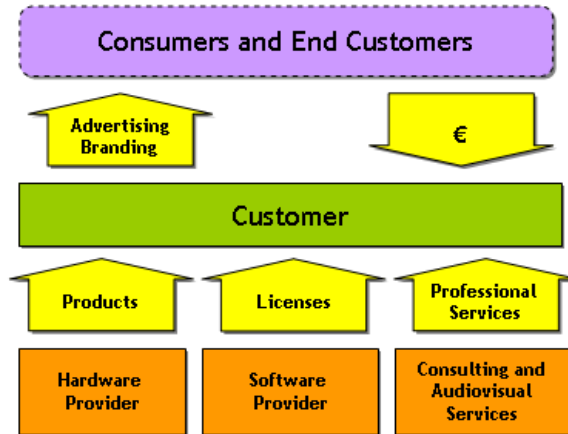 Consumers and End Customers
Advertising
Branding
€
Customer
Products
Licenses
Professional
Services
Hardware
Provider
Software
Provider
Consulting and
Audiovisual
Services